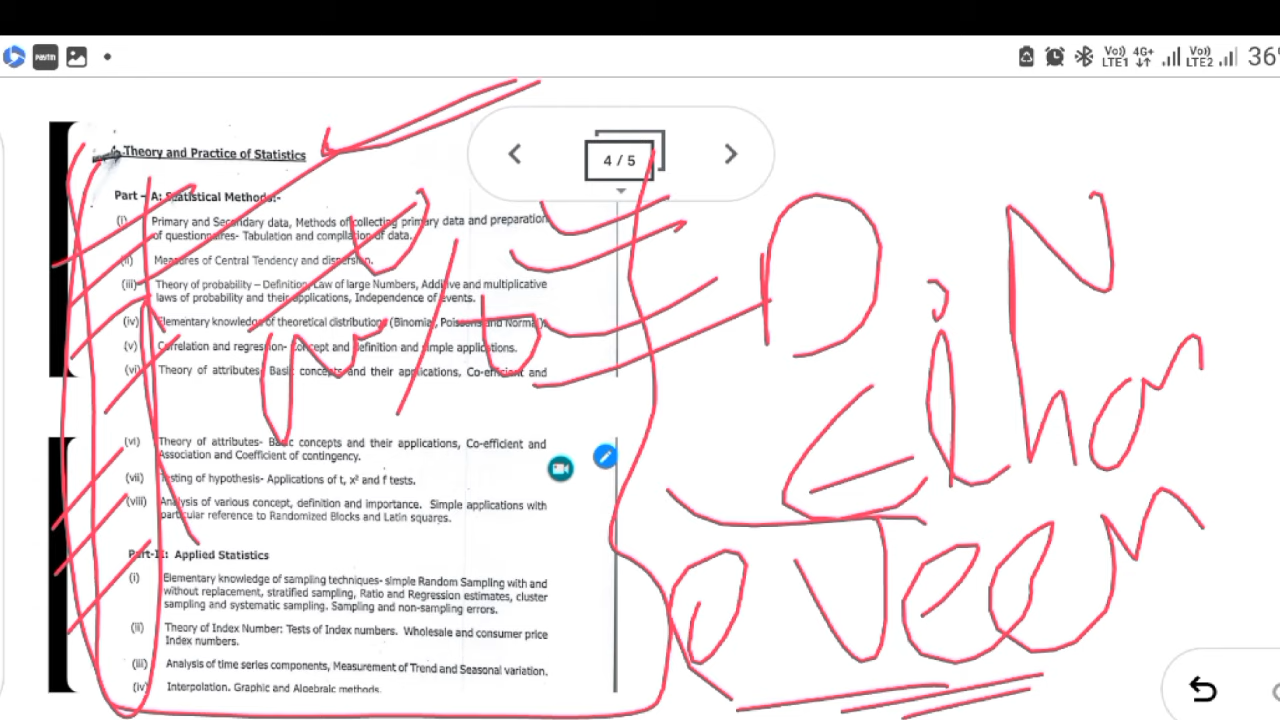 Paytm
Vo)) LTE1 4G+ Vo)) LTE2 36%
4 / 5
Theory and Practice of Statistics
Part – A: Statistical Methods:-
(i) Primary and Secondary data, Methods of collecting primary data and preparation
of questionnaires- Tabulation and compilation of data.
(ii) Measures of Central Tendency and dispersion.
(iii) Theory of probability – Definition, Law of large Numbers, Additive and multiplicative
laws of probability and their applications, Independence of events.
(iv) Elementary knowledge of theoretical distributions (Binomial, Poisson and Normal).
(v) Correlation and regression- Concept and definition and simple applications.
(vi) Theory of attributes- Basic concepts and their applications, Co-efficient and
(vi) Theory of attributes- Basic concepts and their applications, Co-efficient and
Association and Coefficient of contingency.
(vii) Testing of hypothesis- Applications of t, x² and f tests.
(viii) Analysis of various concept, definition and importance. Simple applications with
particular reference to Randomized Blocks and Latin squares.
Part-II: Applied Statistics
(i) Elementary knowledge of sampling techniques- simple Random Sampling with and
without replacement, stratified sampling, Ratio and Regression estimates, cluster
sampling and systematic sampling. Sampling and non-sampling errors.
(ii) Theory of Index Number: Tests of Index numbers. Wholesale and consumer price
Index numbers.
(iii) Analysis of time series components, Measurement of Trend and Seasonal variation.
(iv) Interpolation. Graphic and Algebraic methods.